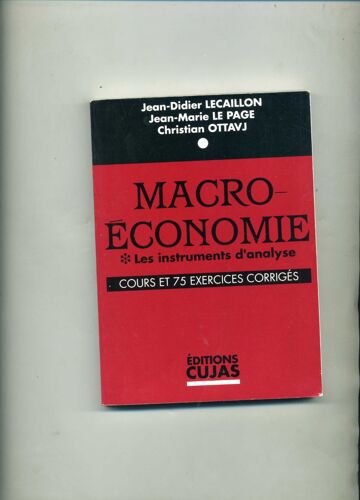 Jean-Didier LECAILLON
Jean-Marie LE PAGE
Christian OTTAVJ
MACRO-
ÉCONOMIE
* Les instruments d'analyse
COURS ET 75 EXERCICES CORRIGÉS
ÉDITIONS
CUJAS